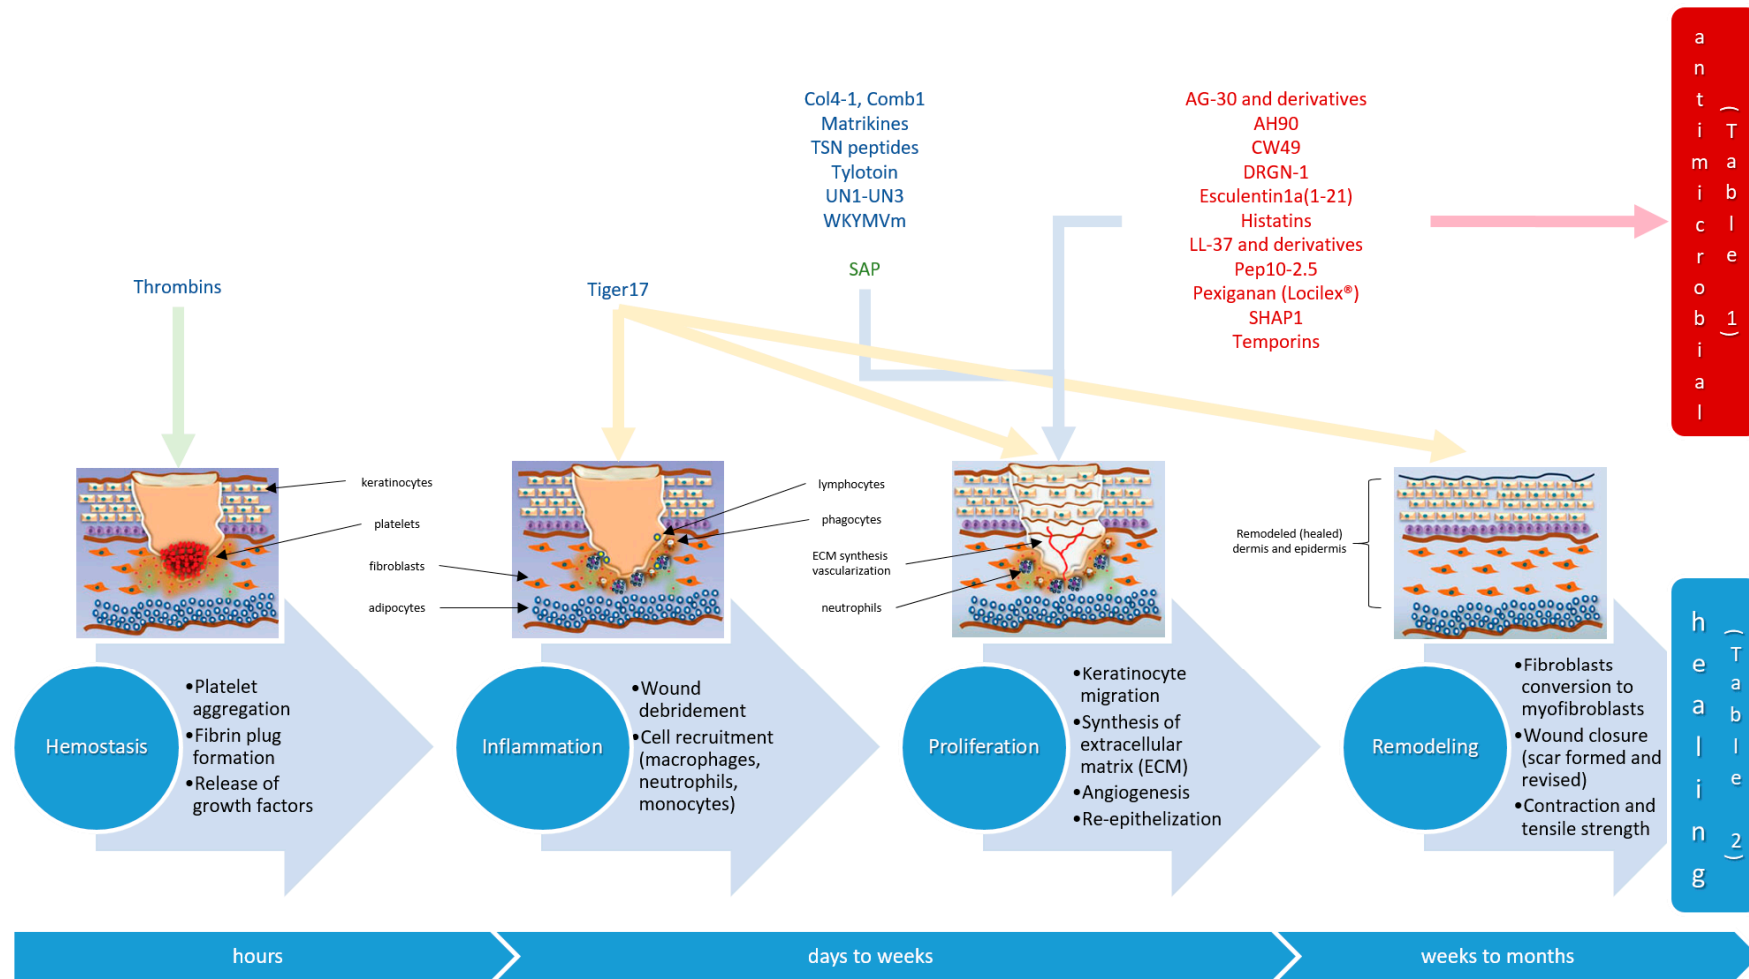 antimicrobial
(Table 1)
Col4-1, Comb1
Matrikines
TSN peptides
Tylotoin
UN1-UN3
WKYMVm
SAP
AG-30 and derivatives
AH90
CW49
DRGN-1
Esculentin1a(1-21)
Histatins
LL-37 and derivatives
Pep10-2.5
Pexiganan (Locilex®)
SHAP1
Temporins
Thrombins
Tiger17
keratinocytes
platelets
fibroblasts
adipocytes
lymphocytes
phagocytes
ECM synthesis
vascularization
neutrophils
Remodeled (healed)
dermis and epidermis
Hemostasis
•Platelet
aggregation
•Fibrin plug
formation
•Release of
growth factors
Inflammation
•Wound
debridement
•Cell recruitment
(macrophages,
neutrophils,
monocytes)
Proliferation
•Keratinocyte
migration
•Synthesis of
extracellular
matrix (ECM)
•Angiogenesis
•Re-epithelization
Remodeling
•Fibroblasts
conversion to
myofibroblasts
•Wound closure
(scar formed and
revised)
•Contraction and
tensile strength
healing
(Table 2)
hours
days to weeks
weeks to months